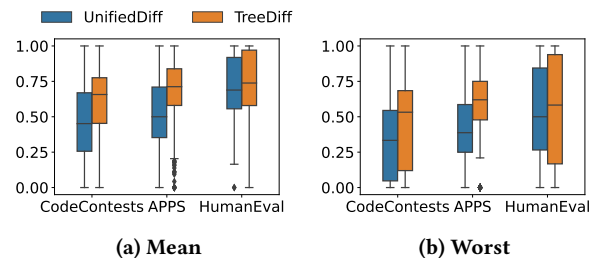 UnifiedDiff TreeDiff
1.00 1.00
0.75 0.75
0.50 0.50
0.25 0.25
0.00 0.00
CodeContests APPS HumanEval CodeContests APPS HumanEval
(a) Mean (b) Worst